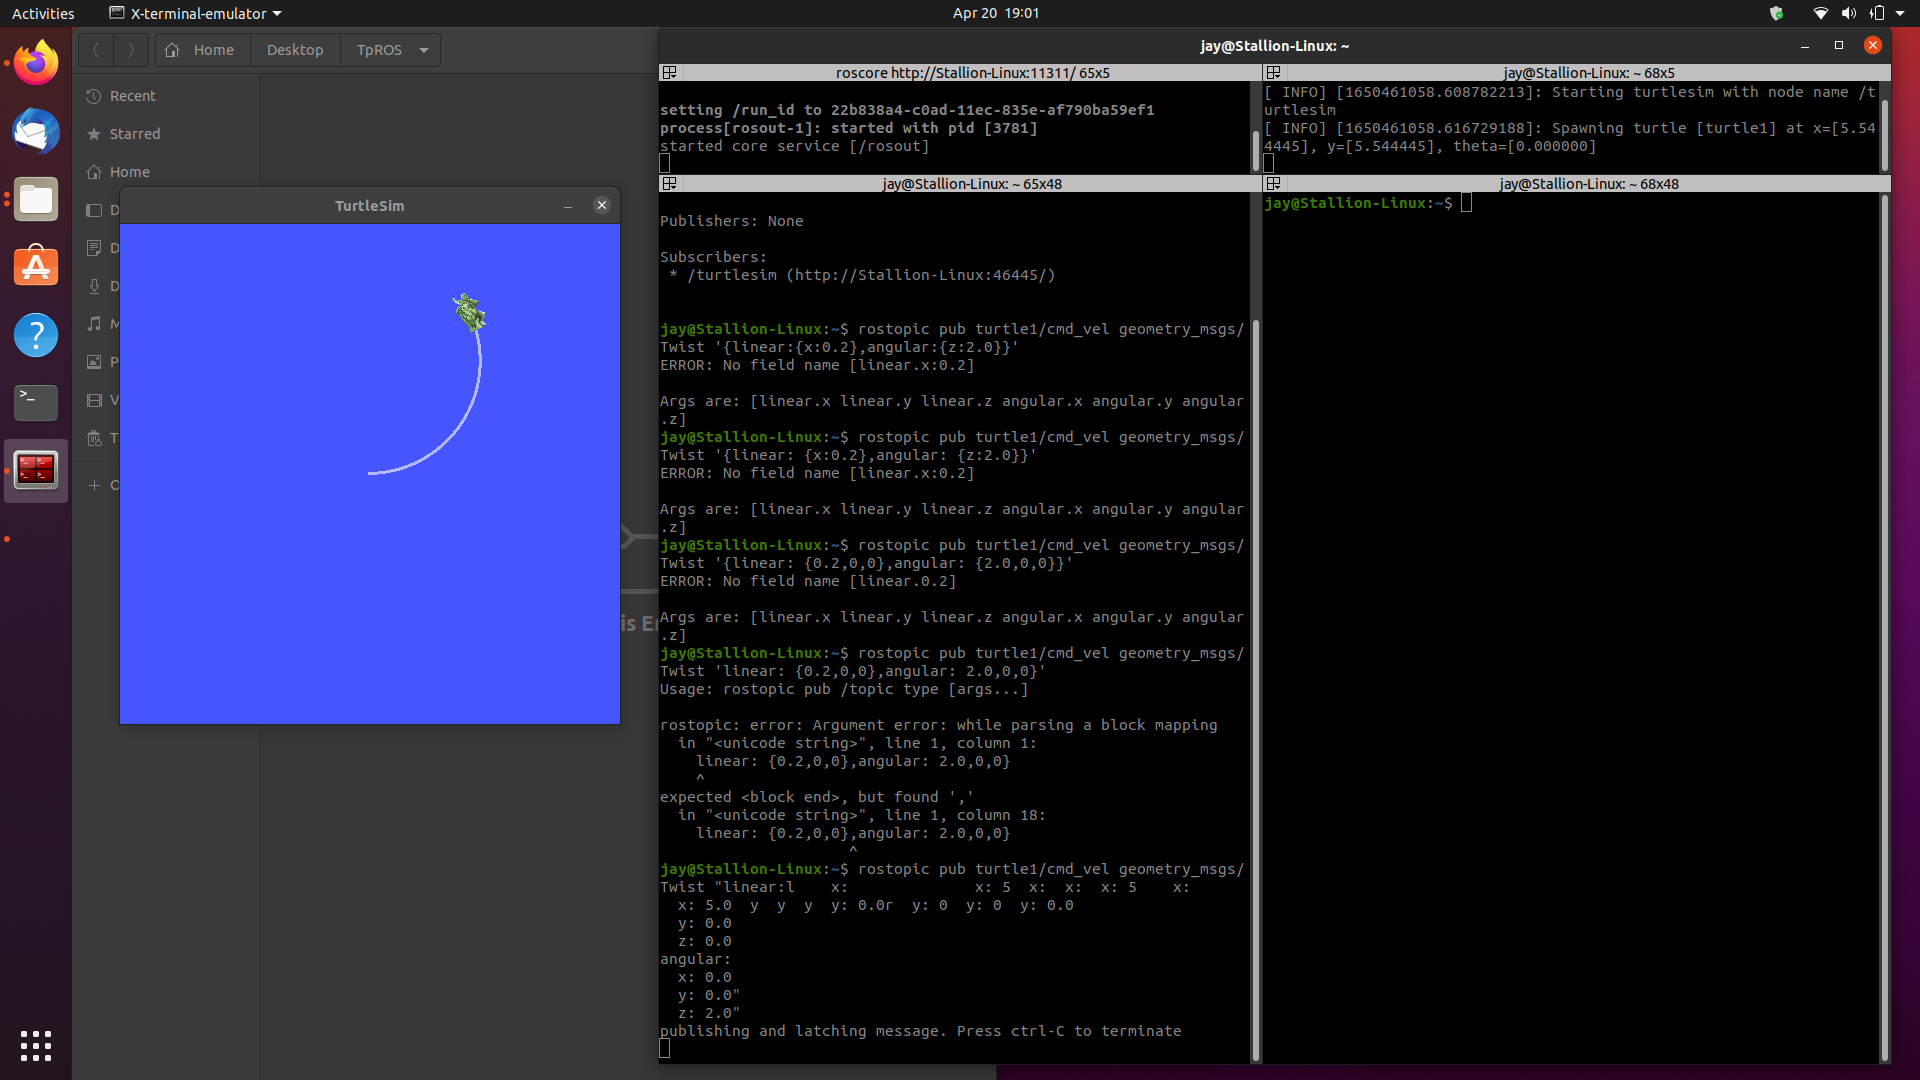 Activities
X-terminal-emulator
Apr 20 19:01
Home
Desktop
TpROS
Recent
Starred
Home
D
D
D
M
P
V
T
O
TurtleSim
is E
jay@Stallion-Linux: ~
roscore http://Stallion-Linux:11311/ 65x5
setting /run_id to 22b838a4-c0ad-11ec-835e-af790ba59ef1
process[rosout-1]: started with pid [3781]
started core service [/rosout]
jay@Stallion-Linux: ~ 68x5
[ INFO] [1650461058.608782213]: Starting turtlesim with node name /t
urtlesim
[ INFO] [1650461058.616729188]: Spawning turtle [turtle1] at x=[5.54
4445], y=[5.544445], theta=[0.000000]
jay@Stallion-Linux: ~ 65x48
Publishers: None
Subscribers:
 * /turtlesim (http://Stallion-Linux:46445/)
jay@Stallion-Linux:~$ rostopic pub turtle1/cmd_vel geometry_msgs/
Twist '{linear:{x:0.2},angular:{z:2.0}}'
ERROR: No field name [linear.x:0.2]
Args are: [linear.x linear.y linear.z angular.x angular.y angular
.z]
jay@Stallion-Linux:~$ rostopic pub turtle1/cmd_vel geometry_msgs/
Twist '{linear: {x:0.2},angular: {z:2.0}}'
ERROR: No field name [linear.x:0.2]
Args are: [linear.x linear.y linear.z angular.x angular.y angular
.z]
jay@Stallion-Linux:~$ rostopic pub turtle1/cmd_vel geometry_msgs/
Twist '{linear: {0.2,0,0},angular: {2.0,0,0}}'
ERROR: No field name [linear.0.2]
Args are: [linear.x linear.y linear.z angular.x angular.y angular
.z]
jay@Stallion-Linux:~$ rostopic pub turtle1/cmd_vel geometry_msgs/
Twist 'linear: {0.2,0,0},angular: 2.0,0,0}'
Usage: rostopic pub /topic type [args...]
rostopic: error: Argument error: while parsing a block mapping
  in "<unicode string>", line 1, column 1:
    linear: {0.2,0,0},angular: 2.0,0,0}
    ^
expected <block end>, but found ','
  in "<unicode string>", line 1, column 18:
    linear: {0.2,0,0},angular: 2.0,0,0}
                     ^
jay@Stallion-Linux:~$ rostopic pub turtle1/cmd_vel geometry_msgs/
Twist "linear:l    x:              x: 5  x:  x:  x: 5    x:
  x: 5.0  y  y  y  y: 0.0r  y: 0  y: 0  y: 0.0
  y: 0.0
  z: 0.0
angular:
  x: 0.0
  y: 0.0"
  z: 2.0"
publishing and latching message. Press ctrl-C to terminate
jay@Stallion-Linux: ~ 68x48
jay@Stallion-Linux:~$